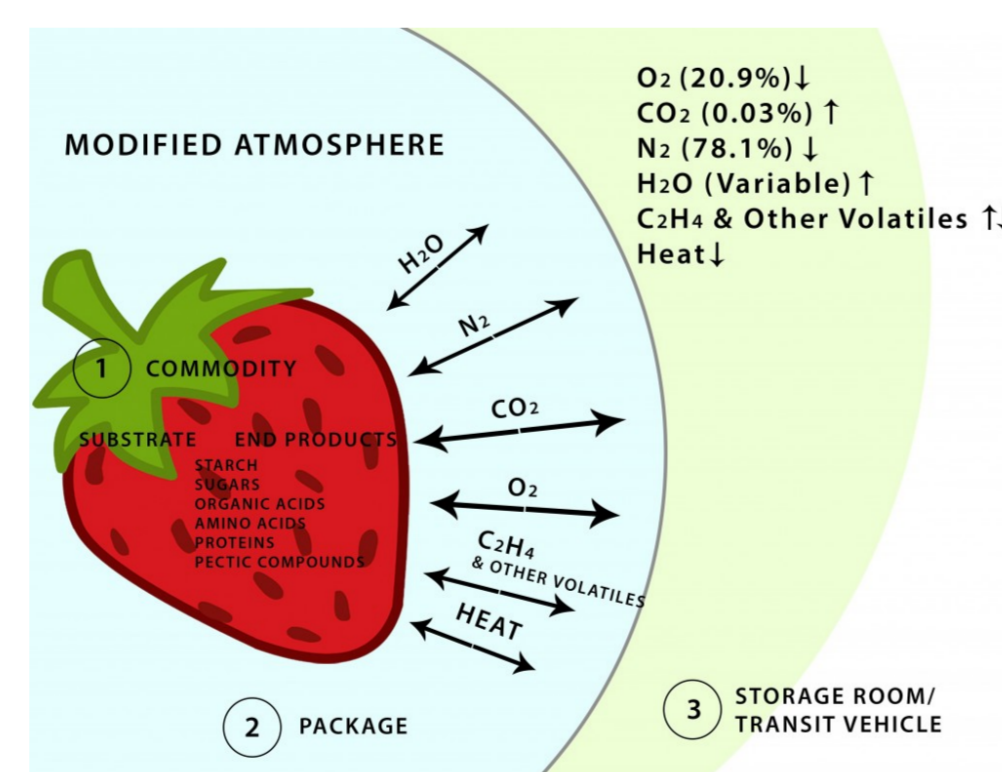 MODIFIED ATMOSPHERE
O2 (20.9%)↓
CO2 (0.03%) ↑
N2 (78.1%) ↓
H2O (Variable) ↑
C2H4 & Other Volatiles ↑↓
Heat↓
H2O
N2
CO2
O2
C2H4
& OTHER VOLATILES
HEAT
1 COMMODITY
SUBSTRATE END PRODUCTS
STARCH
SUGARS
ORGANIC ACIDS
AMINO ACIDS
PROTEINS
PECTIC COMPOUNDS
2 PACKAGE
3 STORAGE ROOM/
TRANSIT VEHICLE